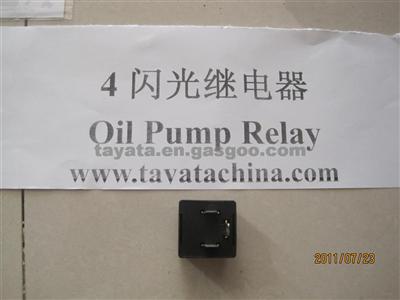 4 闪光继电器
Oil Pump Relay
tayata.en.gasgoo.com
www.tayatachina.com
2011/07/23